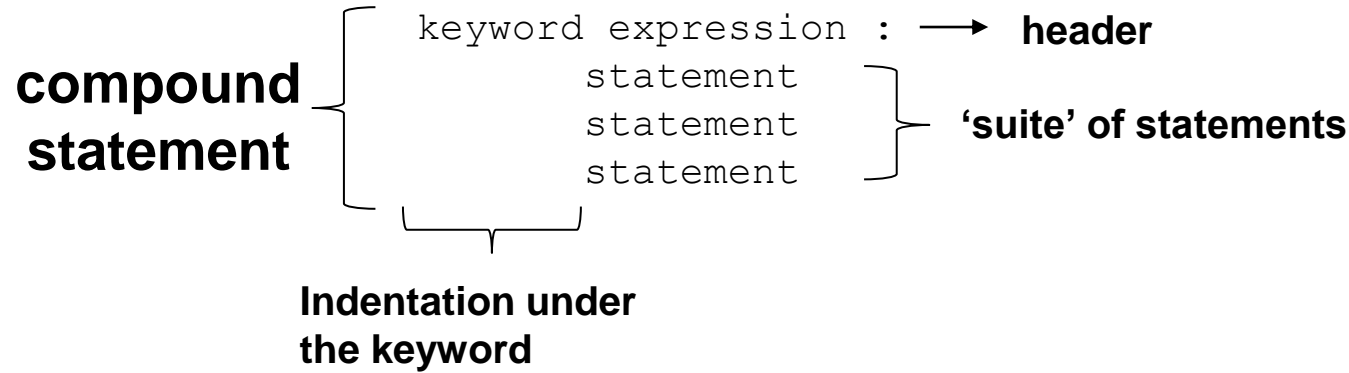 keyword expression : header
compound
statement
statement
statement
statement
‘suite’ of statements
Indentation under
the keyword